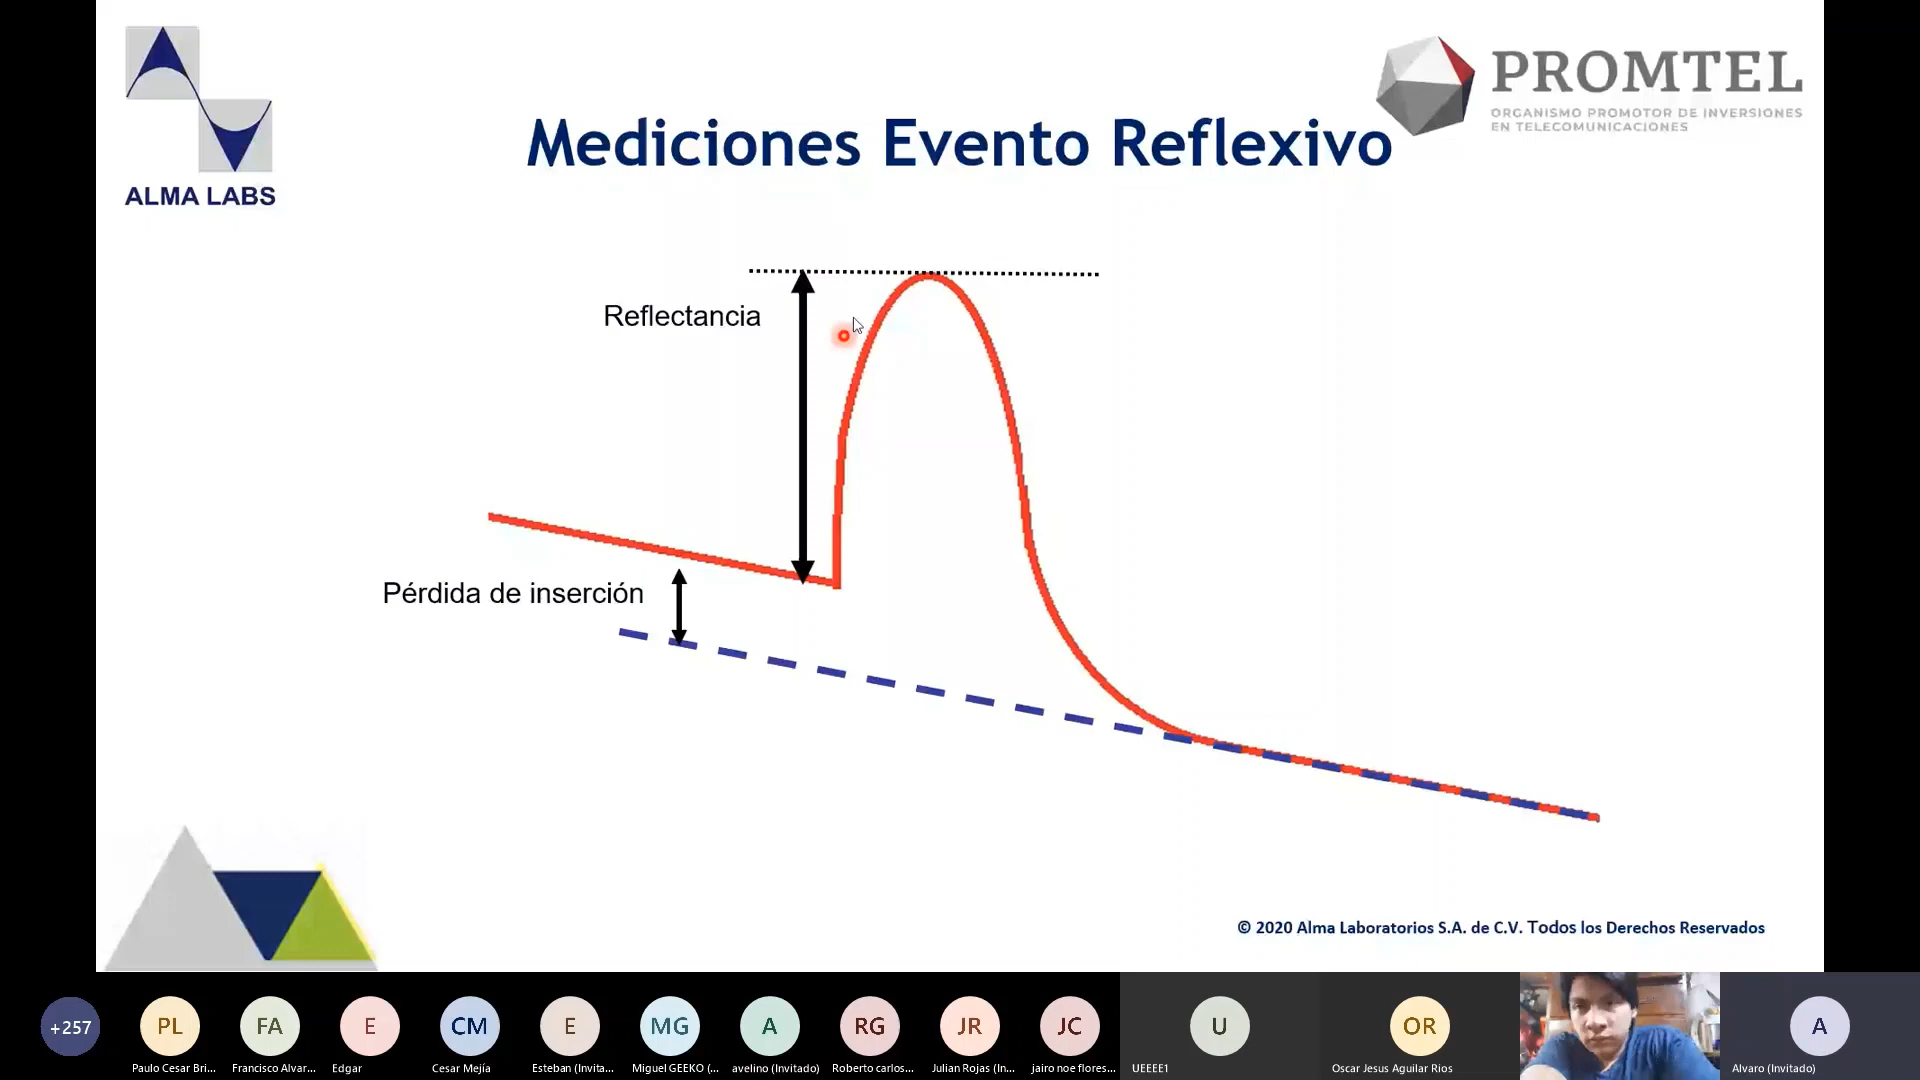 ALMA LABS
PROMTEL
ORGANISMO PROMOTOR DE INVERSIONES
EN TELECOMUNICACIONES
Mediciones Evento Reflexivo
Reflectancia
Pérdida de inserción
© 2020 Alma Laboratorios S.A. de C.V. Todos los Derechos Reservados
+257
PL
FA
E
CM
E
MG
A
RG
JR
JC
U
OR
A
Paulo Cesar Bri...
Francisco Alvar...
Edgar
Cesar Mejía
Esteban (Invita...
Miguel GEEKO (...
avelino (Invitado)
Roberto carlos...
Julian Rojas (In...
jairo noe flores...
UEEEE1
Oscar Jesus Aguilar Rios
Alvaro (Invitado)